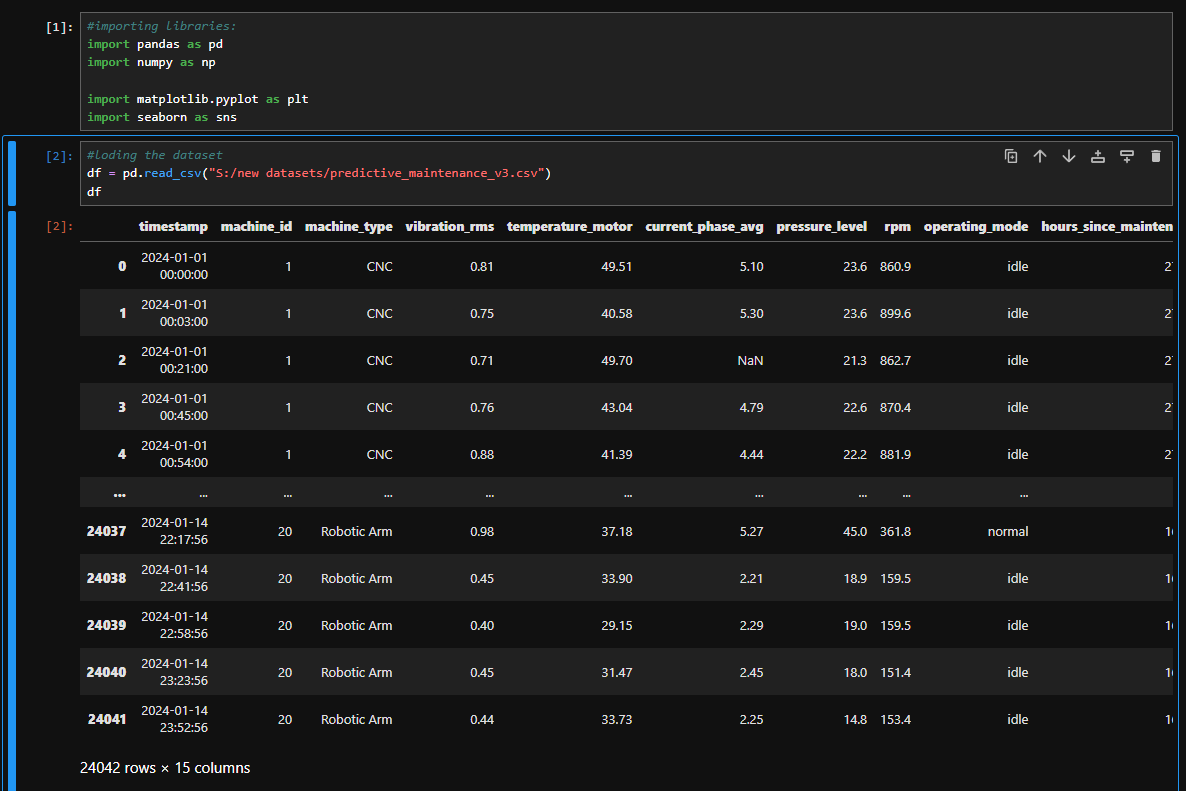 [1]: #importing libraries:
import pandas as pd
import numpy as np
import matplotlib.pyplot as plt
import seaborn as sns
[2]: #Loding the dataset
df = pd.read_csv("S:/new datasets/predictive_maintenance_v3.csv")
df
[2]: timestamp machine_id machine_type vibration_rms temperature_motor current_phase_avg pressure_level rpm operating_mode hours_since_mainten
0 2024-01-01 00:00:00 1 CNC 0.81 49.51 5.10 23.6 860.9 idle 2
1 2024-01-01 00:03:00 1 CNC 0.75 40.58 5.30 23.6 899.6 idle 2
2 2024-01-01 00:21:00 1 CNC 0.71 49.70 NaN 21.3 862.7 idle 2
3 2024-01-01 00:45:00 1 CNC 0.76 43.04 4.79 22.6 870.4 idle 2
4 2024-01-01 00:54:00 1 CNC 0.88 41.39 4.44 22.2 881.9 idle 2
... ... ... ... ... ... ... ... ... ...
24037 2024-01-14 22:17:56 20 Robotic Arm 0.98 37.18 5.27 45.0 361.8 normal 1
24038 2024-01-14 22:41:56 20 Robotic Arm 0.45 33.90 2.21 18.9 159.5 idle 1
24039 2024-01-14 22:58:56 20 Robotic Arm 0.40 29.15 2.29 19.0 159.5 idle 1
24040 2024-01-14 23:23:56 20 Robotic Arm 0.45 31.47 2.45 18.0 151.4 idle 1
24041 2024-01-14 23:52:56 20 Robotic Arm 0.44 33.73 2.25 14.8 153.4 idle 1
24042 rows × 15 columns